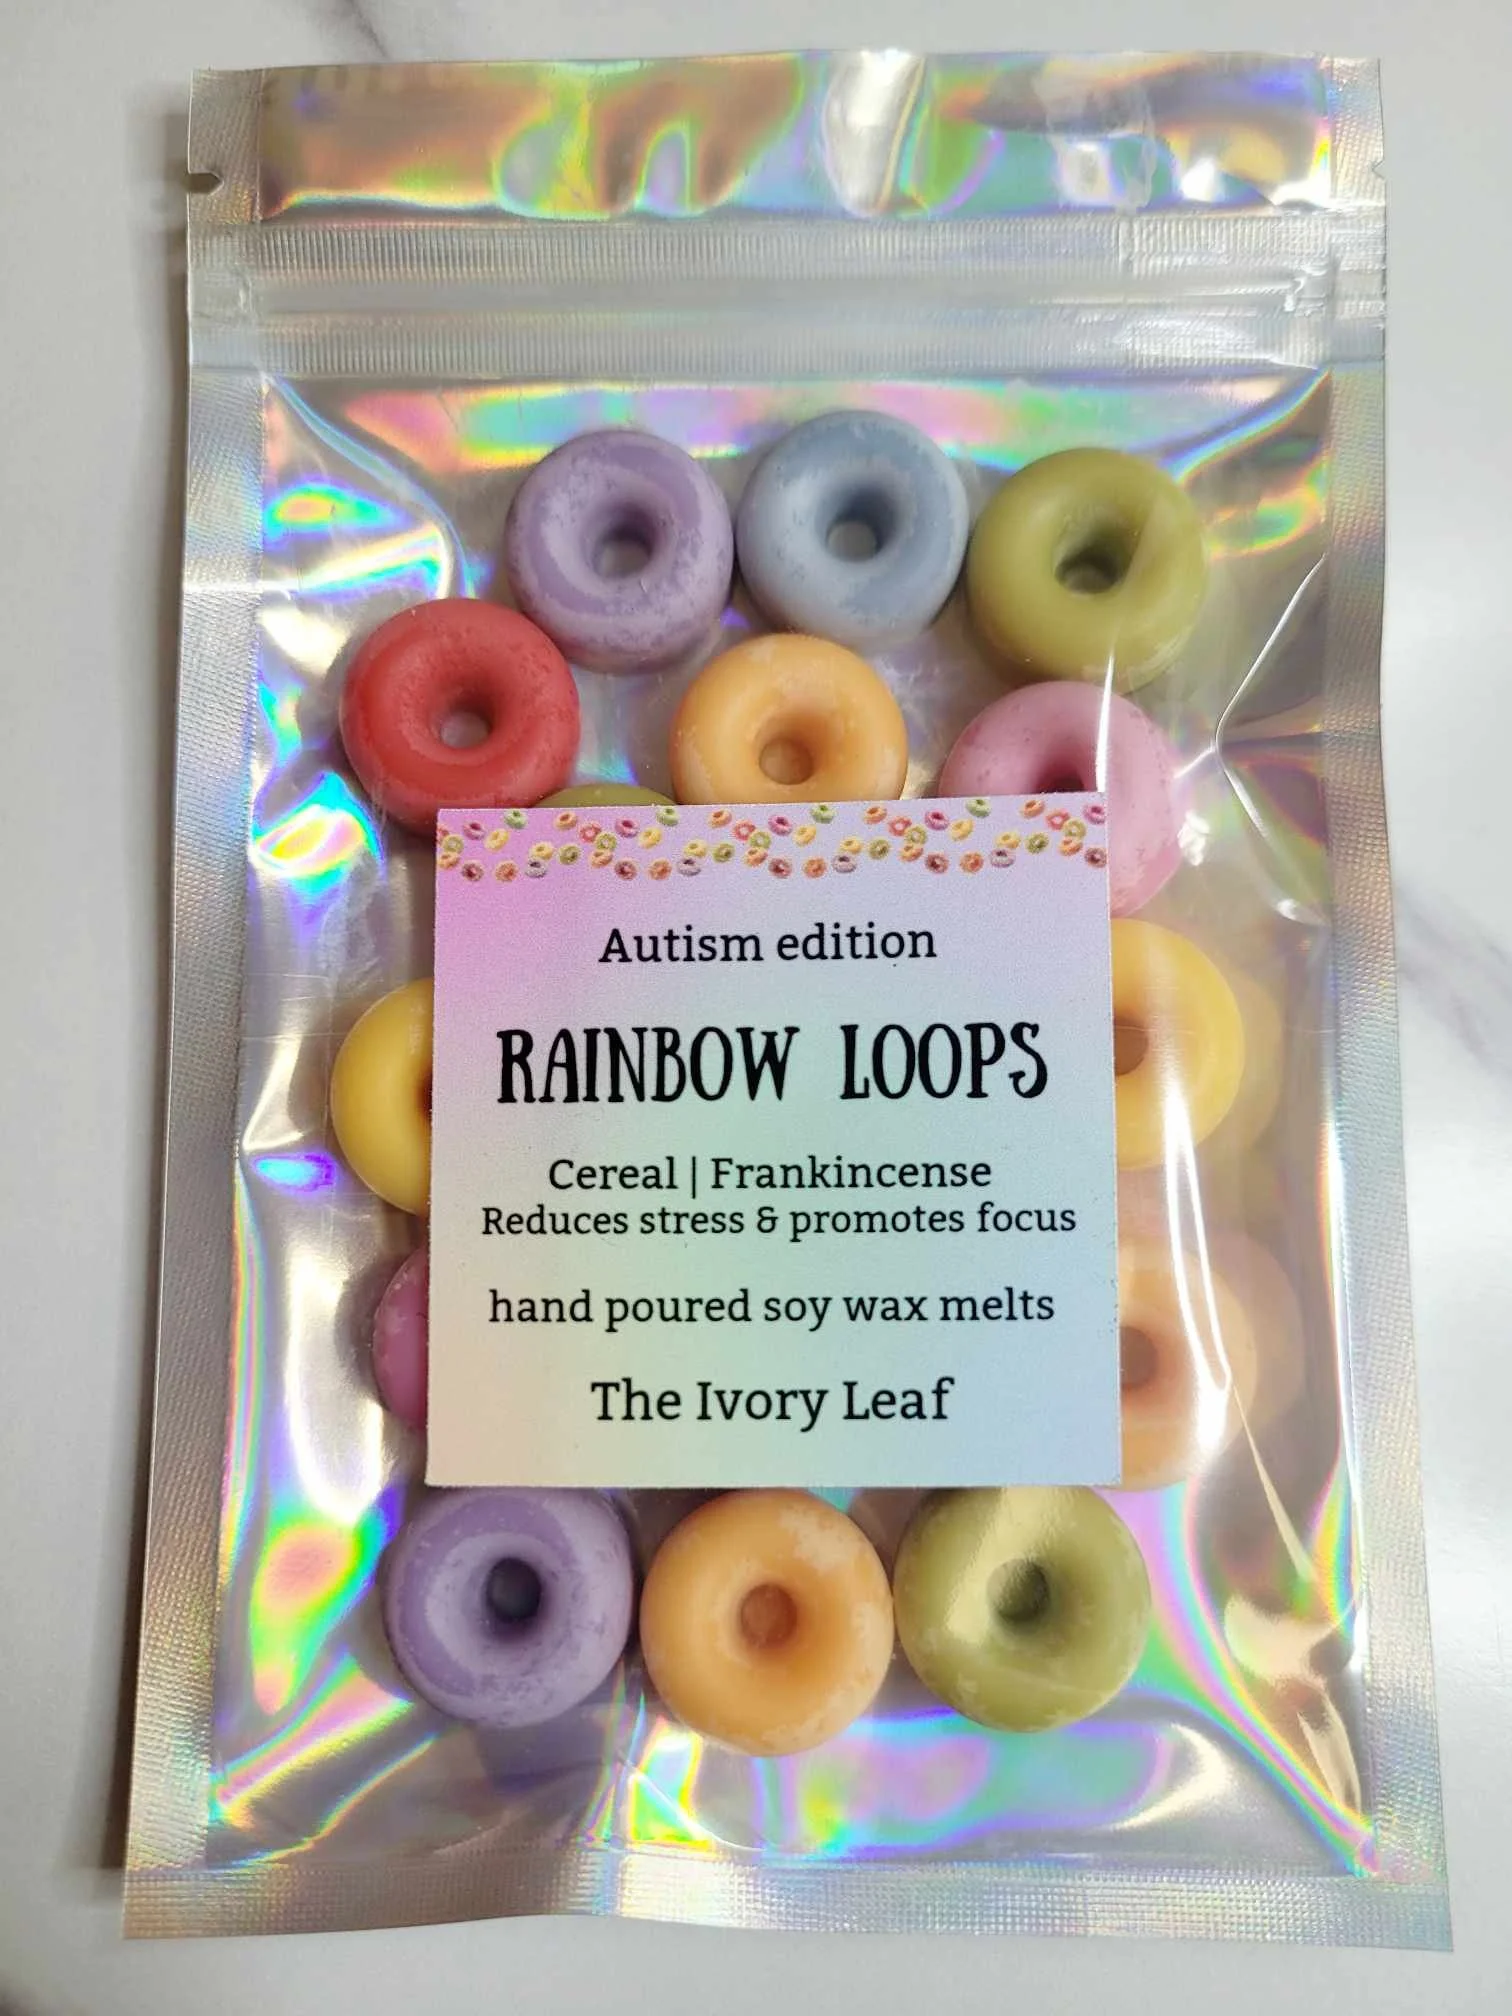 Autism edition
RAINBOW LOOPS
Cereal | Frankincense
Reduces stress & promotes focus
hand poured soy wax melts
The Ivory Leaf